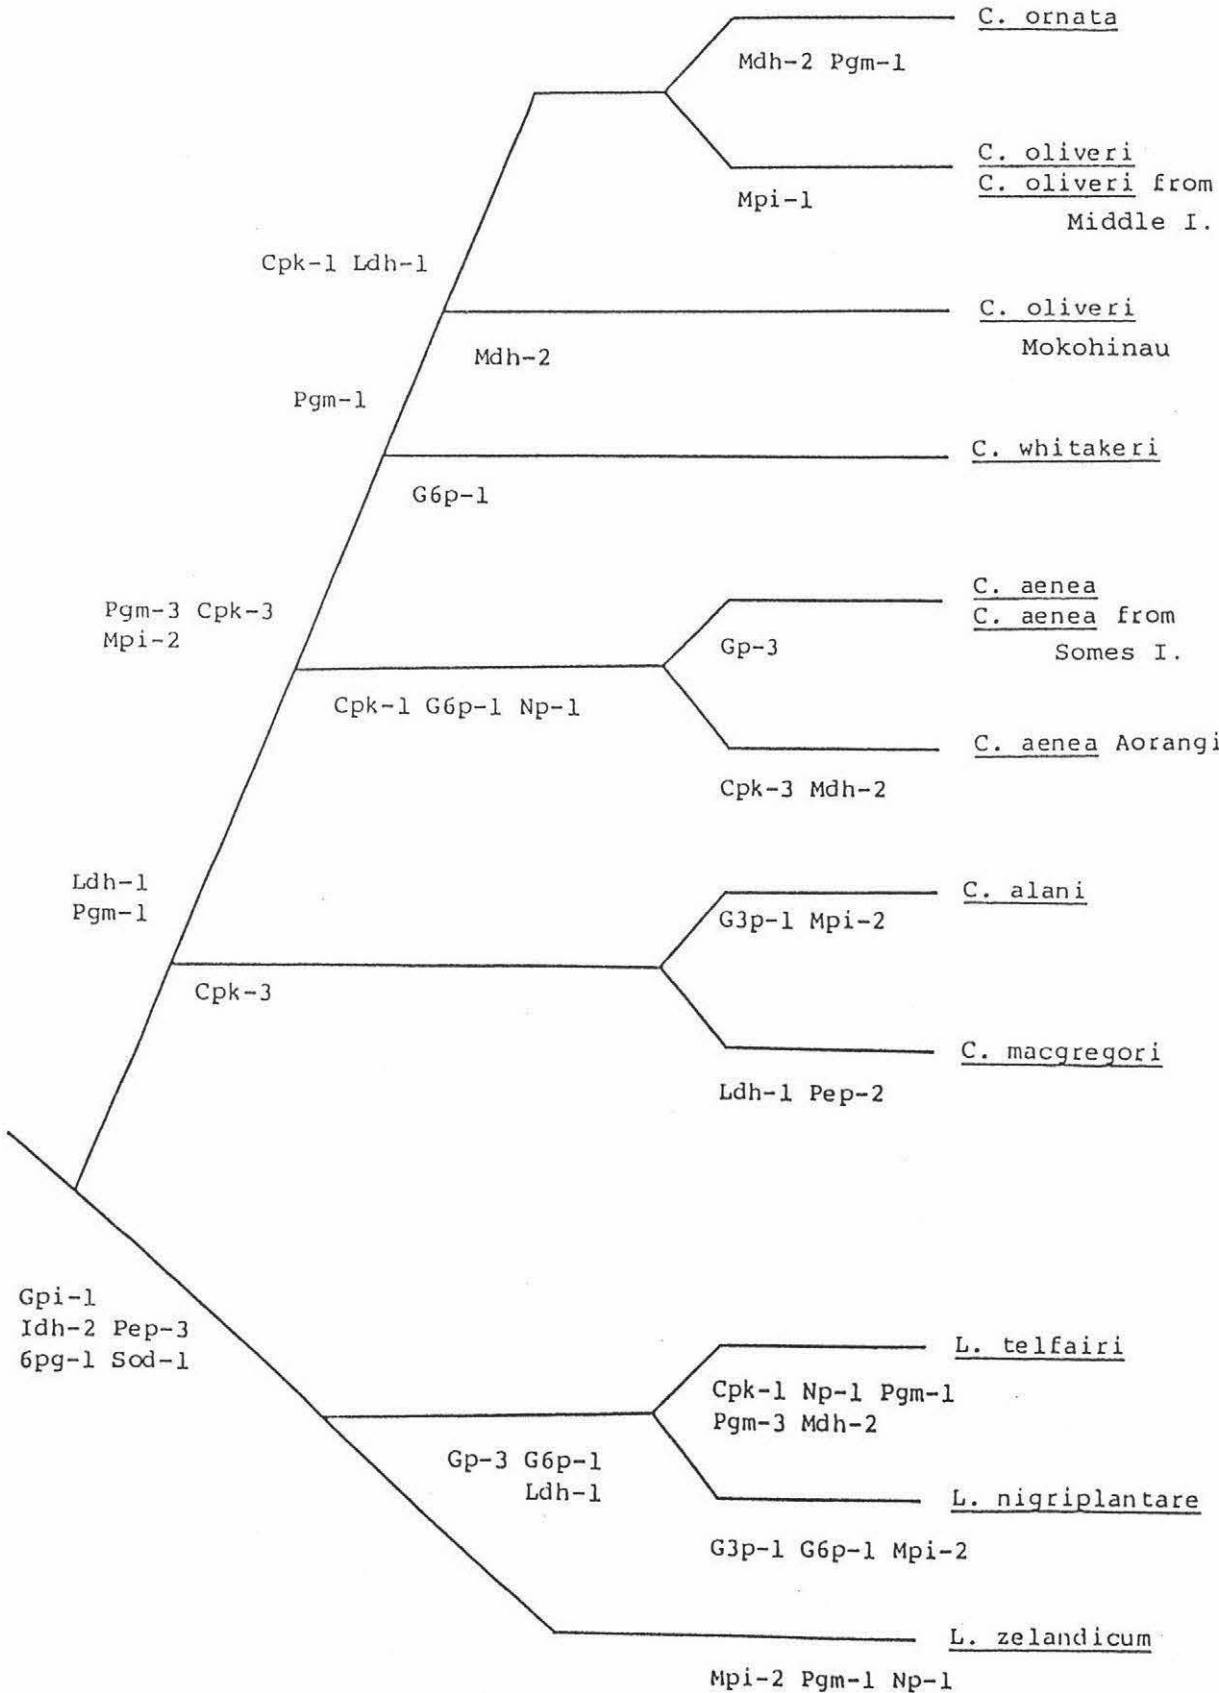 C. ornata
Mdh-2 Pgm-1
C. oliveri
C. oliveri from
Middle I.
Mpi-1
Cpk-1 Ldh-1
C. oliveri
Mokohinau
Mdh-2
Pgm-1
C. whitakeri
G6p-1
Pgm-3 Cpk-3
Mpi-2
C. aenea
C. aenea from
Somes I.
Gp-3
Cpk-1 G6p-1 Np-1
C. aenea Aorangi
Cpk-3 Mdh-2
Ldh-1
Pgm-1
C. alani
G3p-1 Mpi-2
Cpk-3
C. macgregori
Ldh-1 Pep-2
Gpi-1
Idh-2 Pep-3
6pg-1 Sod-1
L. telfairi
Cpk-1 Np-1 Pgm-1
Pgm-3 Mdh-2
Gp-3 G6p-1
Ldh-1
L. nigriplantare
G3p-1 G6p-1 Mpi-2
L. zelandicum
Mpi-2 Pgm-1 Np-1